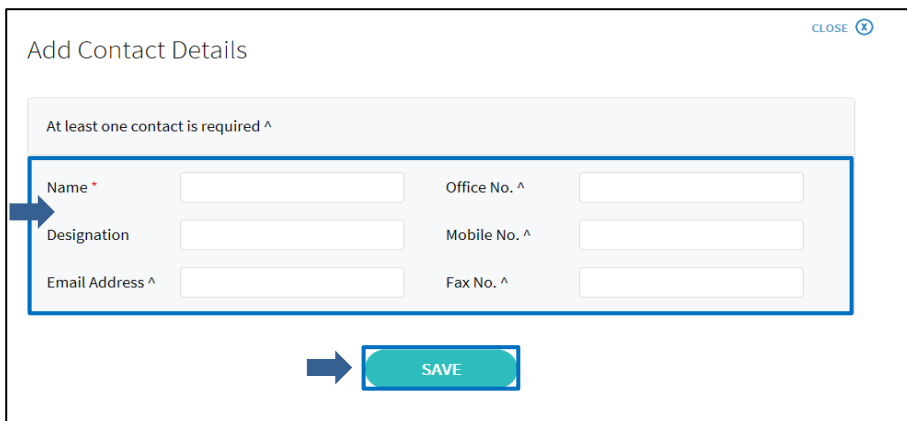 CLOSE X
Add Contact Details
At least one contact is required ^
Name * Office No. ^
Designation Mobile No. ^
Email Address ^ Fax No. ^
SAVE